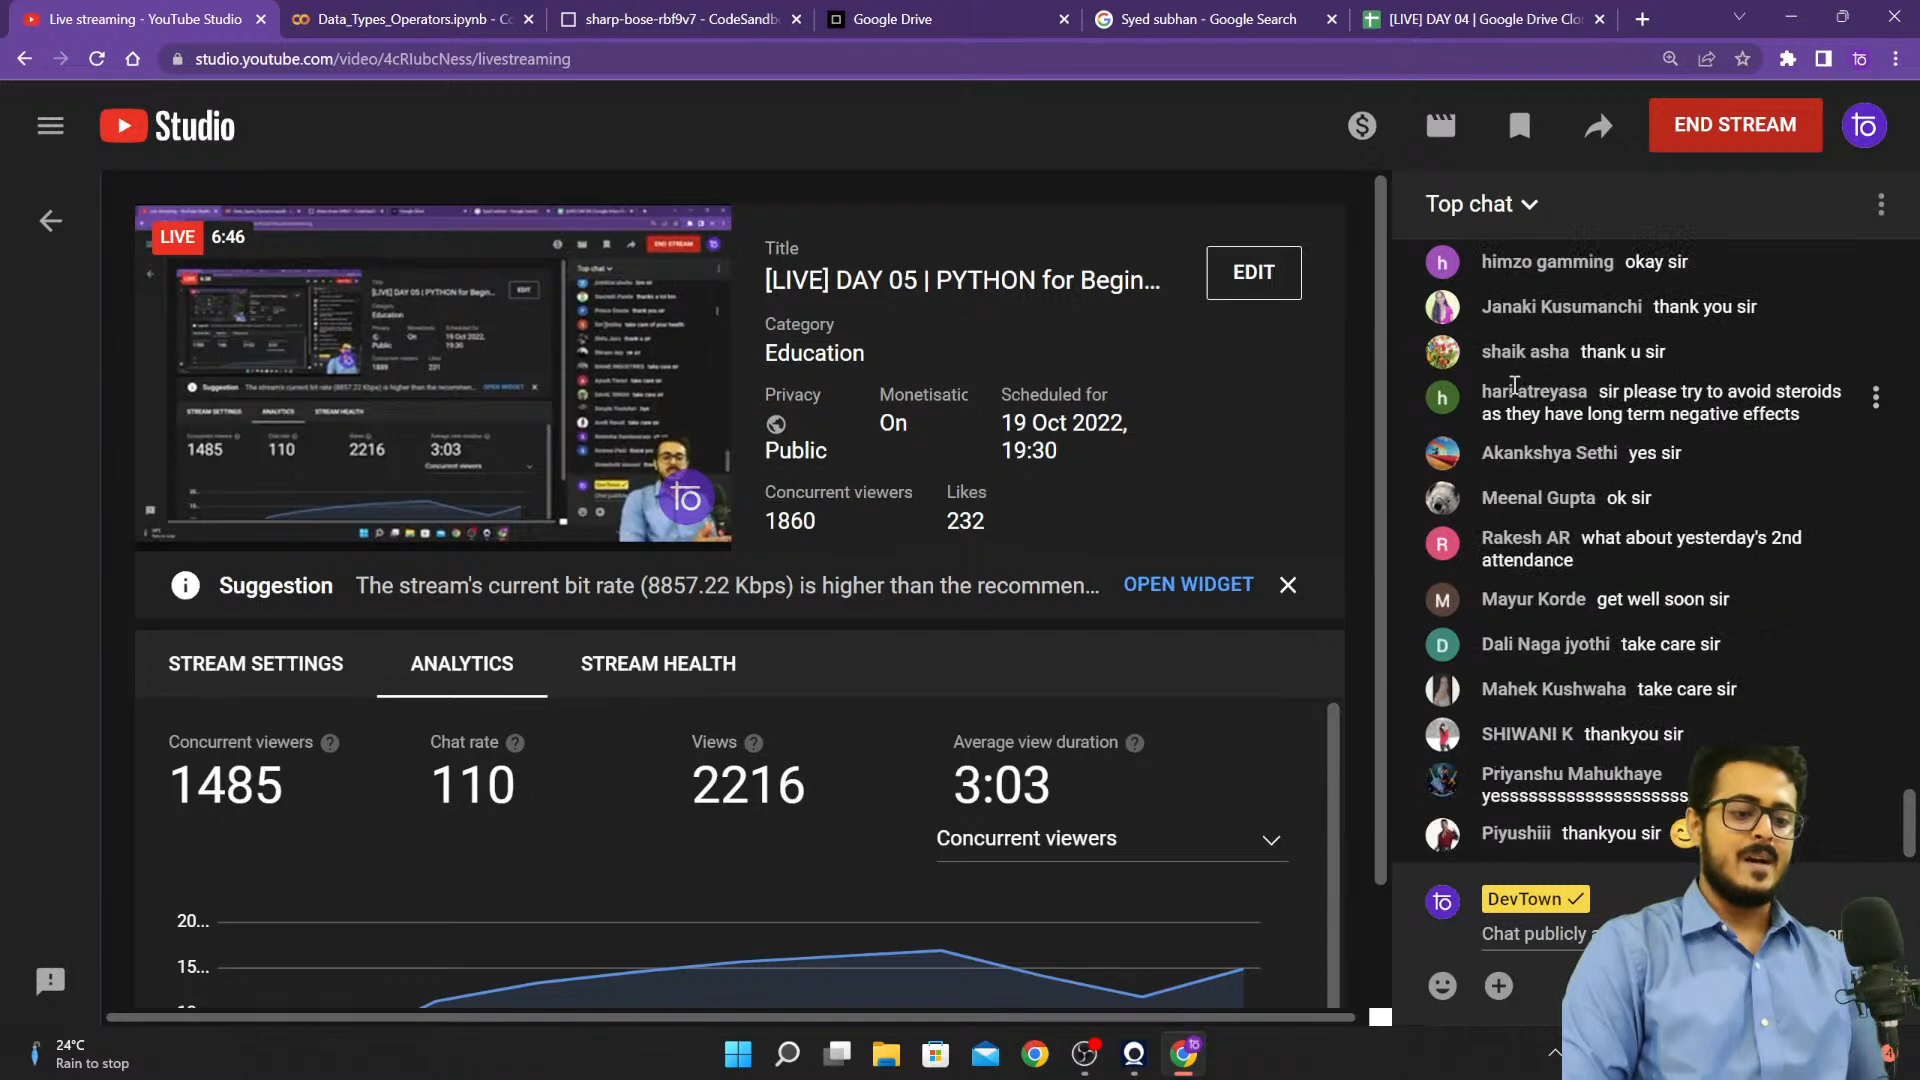 Live streaming - YouTube Studio
Data_Types_Operators.ipynb - Co
sharp-bose-rbf9v7 - CodeSandb
Google Drive
Syed subhan - Google Search
[LIVE] DAY 04 | Google Drive Clo
studio.youtube.com/video/4cRIubcNess/livestreaming
Studio
END STREAM
LIVE 6:46
Title
[LIVE] DAY 05 | PYTHON for Begin...
EDIT
Category
Education
Privacy
Public
Monetisatic
On
Scheduled for
19 Oct 2022,
19:30
Concurrent viewers
1860
Likes
232
Suggestion The stream's current bit rate (8857.22 Kbps) is higher than the recommen... OPEN WIDGET
STREAM SETTINGS
ANALYTICS
STREAM HEALTH
Concurrent viewers
1485
Chat rate
110
Views
2216
Average view duration
3:03
Concurrent viewers
20...
15...
Top chat
himzo gamming okay sir
Janaki Kusumanchi thank you sir
shaik asha thank u sir
hari atreyasa sir please try to avoid steroids
as they have long term negative effects
Akankshya Sethi yes sir
Meenal Gupta ok sir
Rakesh AR what about yesterday's 2nd
attendance
Mayur Korde get well soon sir
Dali Naga jyothi take care sir
Mahek Kushwaha take care sir
SHIWANI K thankyou sir
Priyanshu Mahukhaye
yesssssssssssssssssss
Piyushiii thankyou sir
DevTown
Chat publicly
24°C
Rain to stop